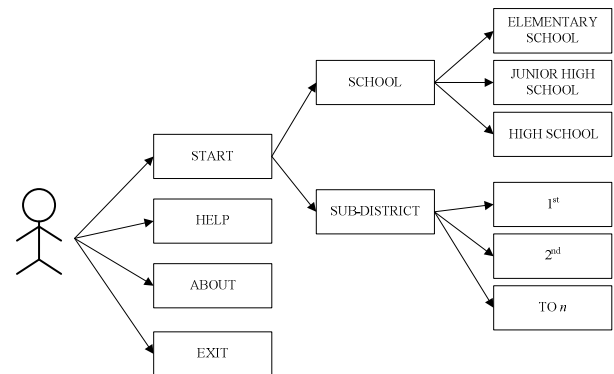 START
HELP
ABOUT
EXIT
SCHOOL
SUB-DISTRICT
ELEMENTARY
SCHOOL
JUNIOR HIGH
SCHOOL
HIGH SCHOOL
1st
2nd
TO n